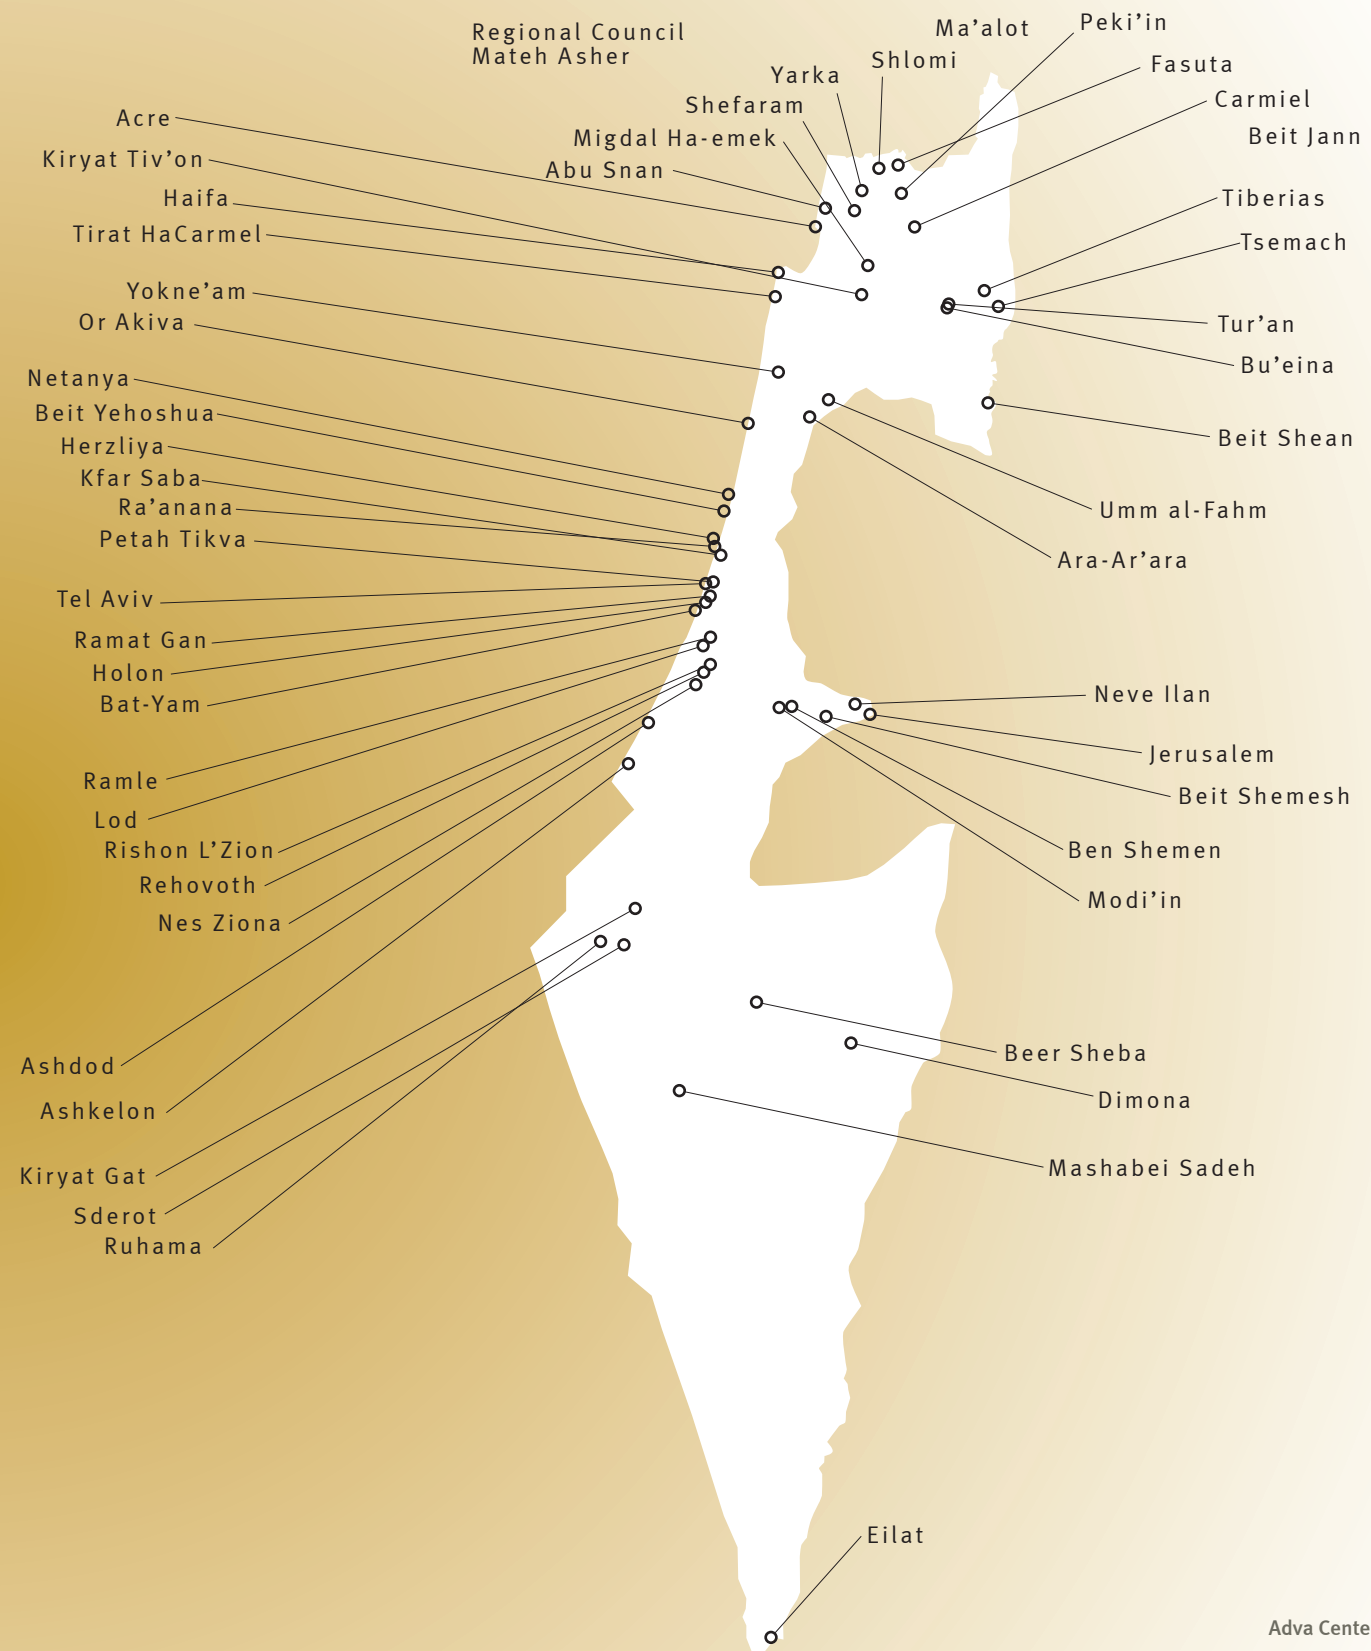 Regional Council
Mateh Asher
Ma’alot
Peki’in
Shlomi
Fasuta
Yarka
Carmiel
Shefaram
Acre
Migdal Ha-emek
Beit Jann
Kiryat Tiv’on
Abu Snan
Haifa
Tiberias
Tirat HaCarmel
Tsemach
Yokne’am
Or Akiva
Tur’an
Bu’eina
Netanya
Beit Yehoshua
Beit Shean
Herzliya
Kfar Saba
Ra’anana
Umm al-Fahm
Petah Tikva
Ara-Ar’ara
Tel Aviv
Ramat Gan
Holon
Bat-Yam
Neve Ilan
Jerusalem
Ramle
Beit Shemesh
Lod
Rishon L’Zion
Ben Shemen
Rehovoth
Modi’in
Nes Ziona
Beer Sheba
Ashdod
Dimona
Ashkelon
Mashabei Sadeh
Kiryat Gat
Sderot
Ruhama
Eilat
Adva Cente